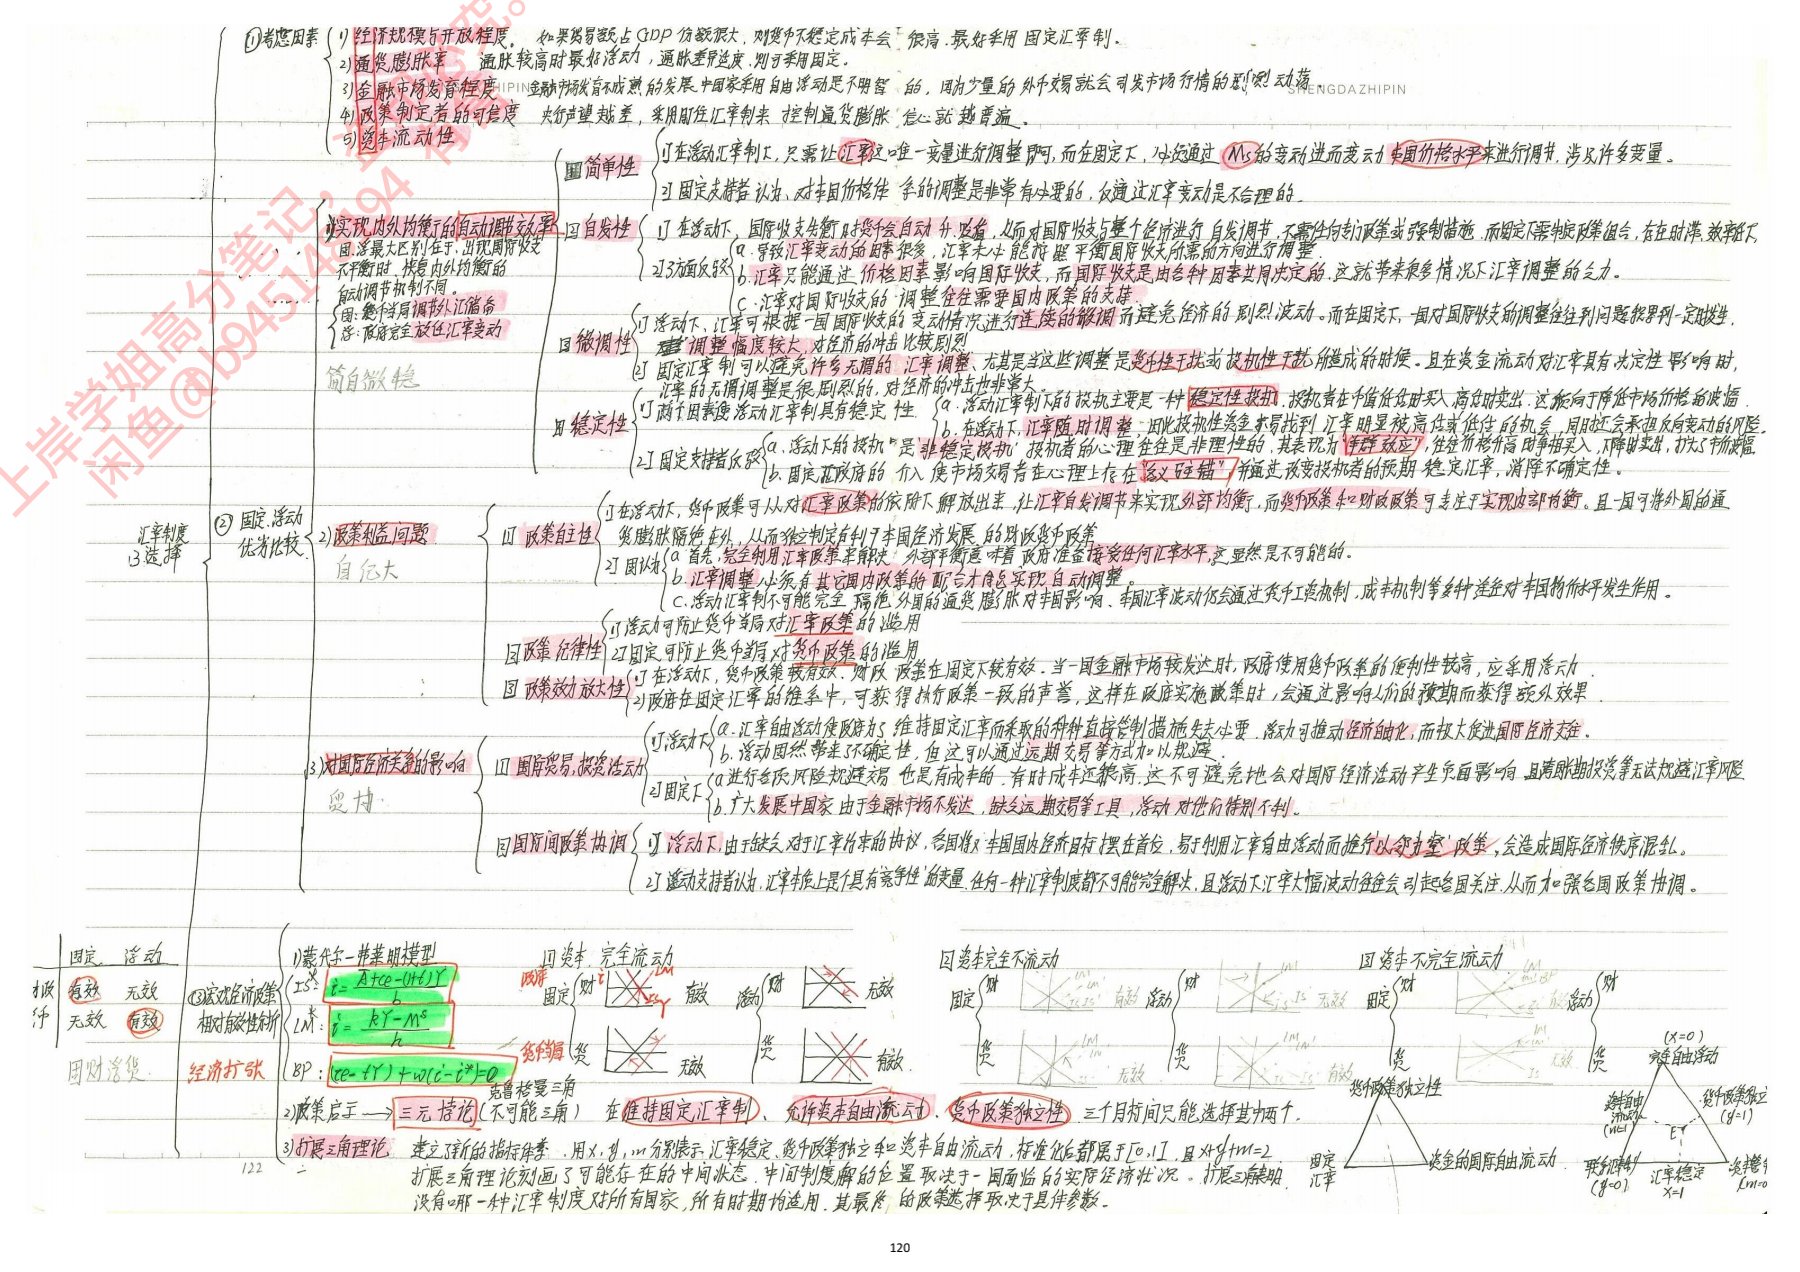 汇率制度的选择
①考虑因素
1) 经济规模与开放程度。 如果贸易额占GDP份额很大,则货币不稳定成本会很高,最好采用固定汇率制。
2) 通货膨胀率 通胀较高时最好浮动,通胀差异适度,则可采用固定。
3) 金融市场发育程度 金融市场发育不成熟的发展中国家采用自由浮动是不明智的,因为少量的外币交易就会引发市场行情的剧烈动荡
SHENGDAZHIPIN
4) 政策制定者的可信度 央行声望越差,采用盯住汇率制来控制通货膨胀信心就越普遍。
5) 资本流动性
②固定.浮动优劣比较
1) 实现内外均衡的自动调节效率
固.浮最大区别在于,出现国际收支
不平衡时,恢复内外均衡的
自动调节机制不同。
固:货币当局调节外汇储备
浮:政府完全放任汇率变动
简自微稳
1 简单性
1) 在浮动汇率制下,只需让汇率这唯一变量进行调整即可,而在固定下,必须通过Ms的变动进而变动本国价格水平来进行调节,涉及许多变量。
2) 固定支持者认为,对本国价格体系的调整是非常有必要的,仅通过汇率变动是不合理的.
2 自发性
1) 在浮动下,国际收支失衡时货币会自动升.贬值,从而对国际收支与整个经济进行自发调节,不需任何专门政策或强制措施.而固定下需制定政策组合,存在时滞,效率低下.
2) 3方面反驳
a. 导致汇率变动的因素很多,汇率未必能按照平衡国际收支所需的方向进行调整
b. 汇率只能通过价格因素影响国际收支,而国际收支是由各种因素共同决定的,这就带来很多情况下汇率调整的乏力。
c. 汇率对国际收支的调整往往需要国内政策的支持
3 微调性
1) 浮动下,汇率可根据一国国际收支的变动情况进行连续的微调而避免经济的剧烈波动。而在固定下,一国对国际收支的调整往往到问题积累到一定时发生,
调整幅度较大,对经济的冲击比较剧烈
2) 固定汇率制可以避免许多无谓的汇率调整、尤其是当这些调整是货币性干扰或投机性干扰所造成的时候。且在资金流动对汇率具有决定性影响时,
汇率的无谓调整是很剧烈的,对经济的冲击也非常大
4 稳定性
1) 两个因素使浮动汇率制具有稳定性
a. 浮动汇率制下的投机主要是一种稳定性投机,投机者在币值低估时买入,高估时卖出.这倾向于降低市场价格的波幅
b. 在浮动下,汇率随时调整,因此投机性资金不易找到汇率明显被高估或低估的机会,同时还会承担反向变动的风险.
2) 固定支持者反驳
a. 浮动下的投机"是"非稳定投机"投机者的心理往往是非理性的,其表现为"羊群效应",往往价格升高时争相买入,下降时卖出,扩大了市价波幅.
b. 固定下政府的介入使市场交易者在心理上存在"名义驻锚",并通过改变投机者的预期稳定汇率,消除不确定性。
2) 政策利益问题
自纪大
1 政策自主性
1) 在浮动下,货币政策可从对汇率政策的依附下解放出来,让汇率自发调节来实现外部均衡,而货币政策和财政政策可专注于实现内部均衡。且一国可将外国的通
货膨胀隔绝在外,从而独立制定有利于本国经济发展的财政货币政策
2) 固认为
a. 首先,完全利用汇率政策来解决外部平衡意味着政府准备接受任何汇率水平,这显然是不可能的。
b. 汇率调整必须有其它国内政策的配合才能实现自动调整。
c. 浮动汇率制不可能完全隔绝外国的通货膨胀对本国影响、本国汇率波动仍会通过货币工资机制,成本机制等多种途径对本国物价水平发生作用。
2 政策纪律性
1) 浮动可防止货币当局对汇率政策的滥用
2) 固定可防止货币当局对货币政策的滥用
3 政策效力放大性
1) 在浮动下,货币政策较有效、财政政策在固定下较有效。当一国金融市场较发达时,政府使用货币政策的便利性较高,应采用浮动.
2) 政府在固定汇率的维系中,可获得执行政策一致的声誉,这样在政府实施政策时,会通过影响人们的预期而获得额外效果.
3) 对国际经济关系的影响
贸协.
1 国际贸易,投资活动
1) 浮动下
a. 汇率自由浮动使政府为了维持固定汇率而采取的种种直接管制措施失去必要.浮动可推动经济自由化,而极大促进国际经济交往.
b. 浮动固然带来了不确定性,但这可以通过远期交易等方式加以规避.
2) 固定下
a. 进行各项风险规避交易也是有成本的,有时成本还很高,这不可避免地会对国际经济活动产生负面影响,且离时长期投资等无法规避汇率风险
b. 广大发展中国家由于金融市场不发达,缺乏远期交易等工具,浮动对他们特别不利。
2 国际间政策协调
1) 浮动下,由于缺乏对于汇率约束的协议,各国将以本国国内经济目标摆在首位,易于利用汇率自由浮动而推行"以邻为壑"政策,会造成国际经济秩序混乱。
2) 浮动支持者认为,汇率本质上是个具有竞争性的变量,任何一种汇率制度都不可能完全解决,且浮动下汇率大幅波动往往会引起各国关注.从而加强各国政策协调。
固定 浮动
财政 有效 无效
货币 无效 有效
固财浮货
③宏观经济政策相对有效性分析
经济扩张
1) 蒙代尔—弗莱明模型
IS*: i = A+ce-(1+t)Y / b
LM*: i = kY-Ms / h
BP: (ce-tY)+w(i-i*)=0
1 资本完全流动
财政
固定 财 有效 浮动 财 无效
货币扩张
货 无效 货 有效
2 资本完全不流动
固定 财 有效 浮动 财 无效
货 无效 货 有效
3 资本不完全流动
固定 财 有效 浮动 财
货 无效 货
克鲁格曼三角
2) 政策启示→三元悖论(不可能三角) 在维持固定汇率制、允许资本自由流动、货币政策独立性 三个目标间只能选择其中两个.
3) 扩展三角理论 建立了新的指标体系.用x,y,m分别表示汇率稳定.货币政策独立和资本自由流动,标准化后都属于[0,1].且x+y+m=2.
扩展三角理论刻画了可能存在的中间状态.中间制度解的位置取决于一国面临的实际经济状况。扩展三角表明
没有哪一种汇率制度对所有国家,所有时期均适用.其最终的政策选择取决于具体参数。
货币政策独立性
固定汇率
资金的国际自由流动.
(x=0)
完全自由浮动
资本自由流动(m=1)
货币政策独立(y=1)
E
联系汇率制(y=0)
汇率稳定 x=1
资本管制(m=0)
122
上岸学姐高分笔记,
闲鱼@b94514
120